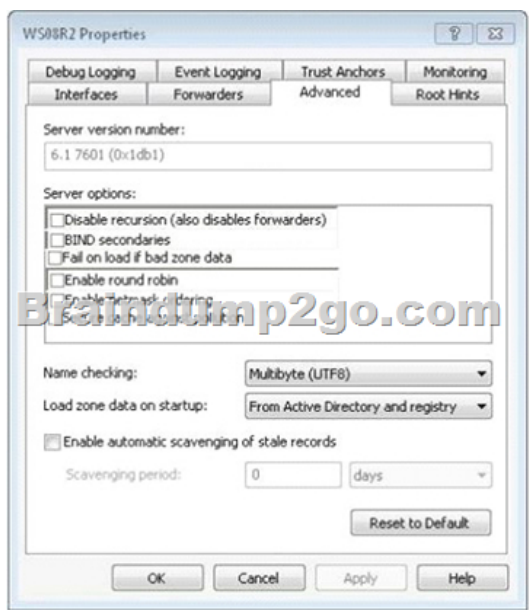 WS08R2 Properties
Debug Logging
Event Logging
Trust Anchors
Monitoring
Interfaces
Forwarders
Advanced
Root Hints
Server version number:
6.1 7601 (0x1db1)
Server options:
Disable recursion (also disables forwarders)
BIND secondaries
Fail on load if bad zone data
Enable round robin
Enable netmask ordering
Braindump2go.com
Name checking:
Multibyte (UTF8)
Load zone data on startup:
From Active Directory and registry
Enable automatic scavenging of stale records
Scavenging period:
0
days
Reset to Default
OK
Cancel
Apply
Help